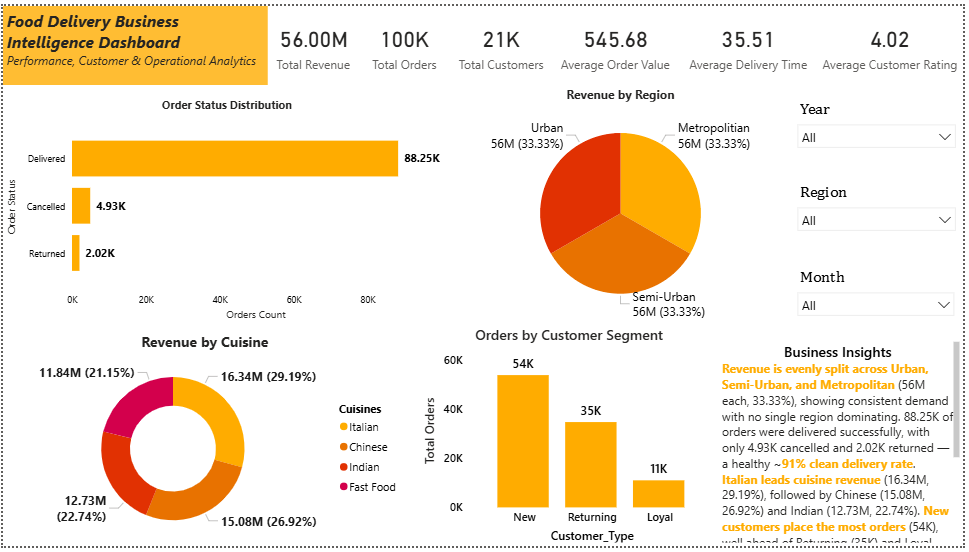 Food Delivery Business
Intelligence Dashboard
Performance, Customer & Operational Analytics
56.00M
Total Revenue
100K
Total Orders
21K
Total Customers
545.68
Average Order Value
35.51
Average Delivery Time
4.02
Average Customer Rating
Order Status Distribution
Order Status
Delivered
88.25K
Cancelled
4.93K
Returned
2.02K
0K
20K
40K
60K
80K
Orders Count
Revenue by Region
Urban
56M (33.33%)
Metropolitian
56M (33.33%)
Semi-Urban
56M (33.33%)
Year
All
Region
All
Month
All
Revenue by Cuisine
11.84M (21.15%)
16.34M (29.19%)
12.73M
(22.74%)
15.08M (26.92%)
Cuisines
Italian
Chinese
Indian
Fast Food
Orders by Customer Segment
Total Orders
60K
40K
20K
0K
54K
35K
11K
New
Returning
Loyal
Customer_Type
Business Insights
Revenue is evenly split across Urban,
Semi-Urban, and Metropolitan (56M
each, 33.33%), showing consistent demand
with no single region dominating. 88.25K of
orders were delivered successfully, with
only 4.93K cancelled and 2.02K returned —
a healthy ~91% clean delivery rate.
Italian leads cuisine revenue (16.34M,
29.19%), followed by Chinese (15.08M,
26.92%) and Indian (12.73M, 22.74%). New
customers place the most orders (54K),
well ahead of Returning (35K) and Loyal